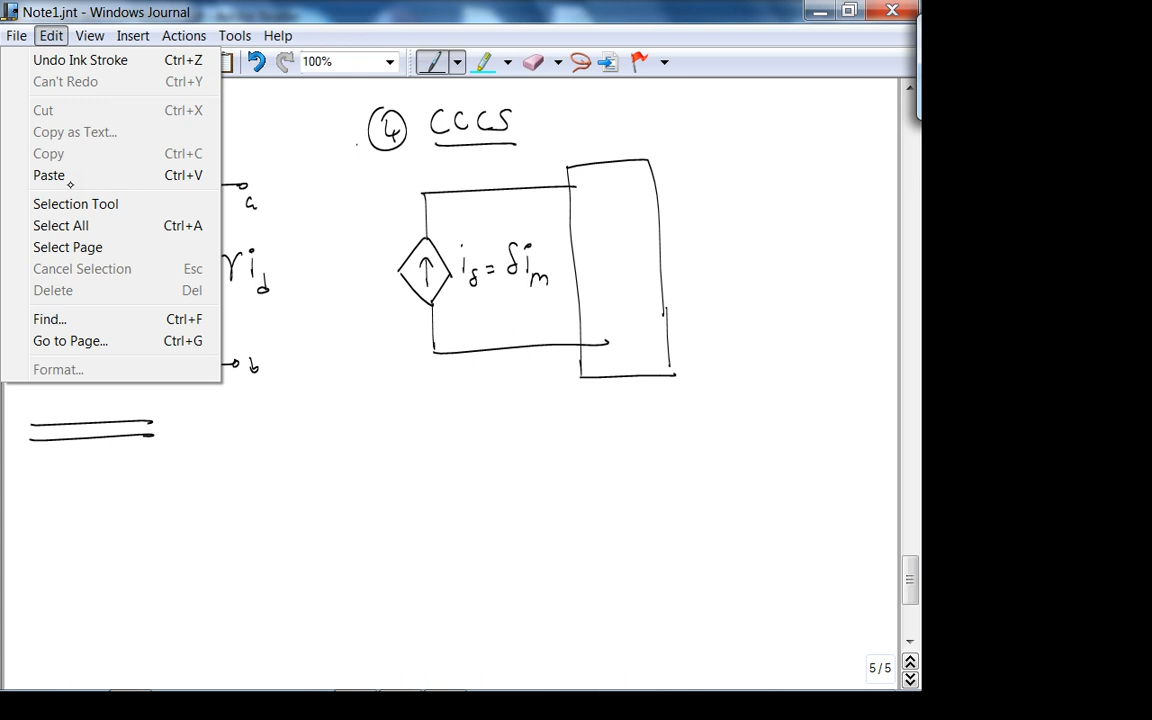 Note1.jnt - Windows Journal
File Edit View Insert Actions Tools Help
Undo Ink Stroke Ctrl+Z
100%
Can't Redo Ctrl+Y
Cut Ctrl+X
Copy as Text...
Copy Ctrl+C
Paste Ctrl+V
Selection Tool
Select All Ctrl+A
Select Page
Cancel Selection Esc
Delete Del
Find... Ctrl+F
Go to Page... Ctrl+G
Format...
④ CCCS
a
ri_d
i_δ = δi_m
b
5/5